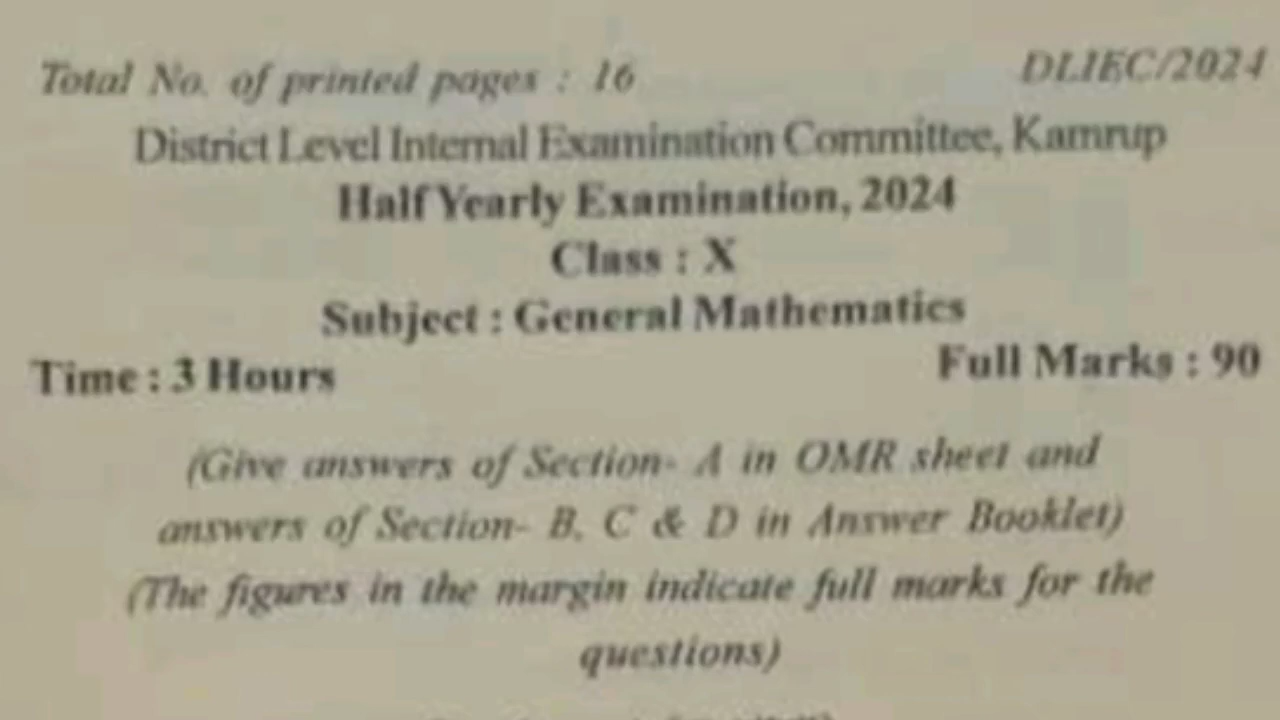 Total No. of printed pages : 16 DLIEC/2024
District Level Internal Examination Committee, Kamrup
Half Yearly Examination, 2024
Class : X
Subject : General Mathematics
Time : 3 Hours Full Marks : 90
(Give answers of Section- A in OMR sheet and
answers of Section- B, C & D in Answer Booklet)
(The figures in the margin indicate full marks for the
questions)